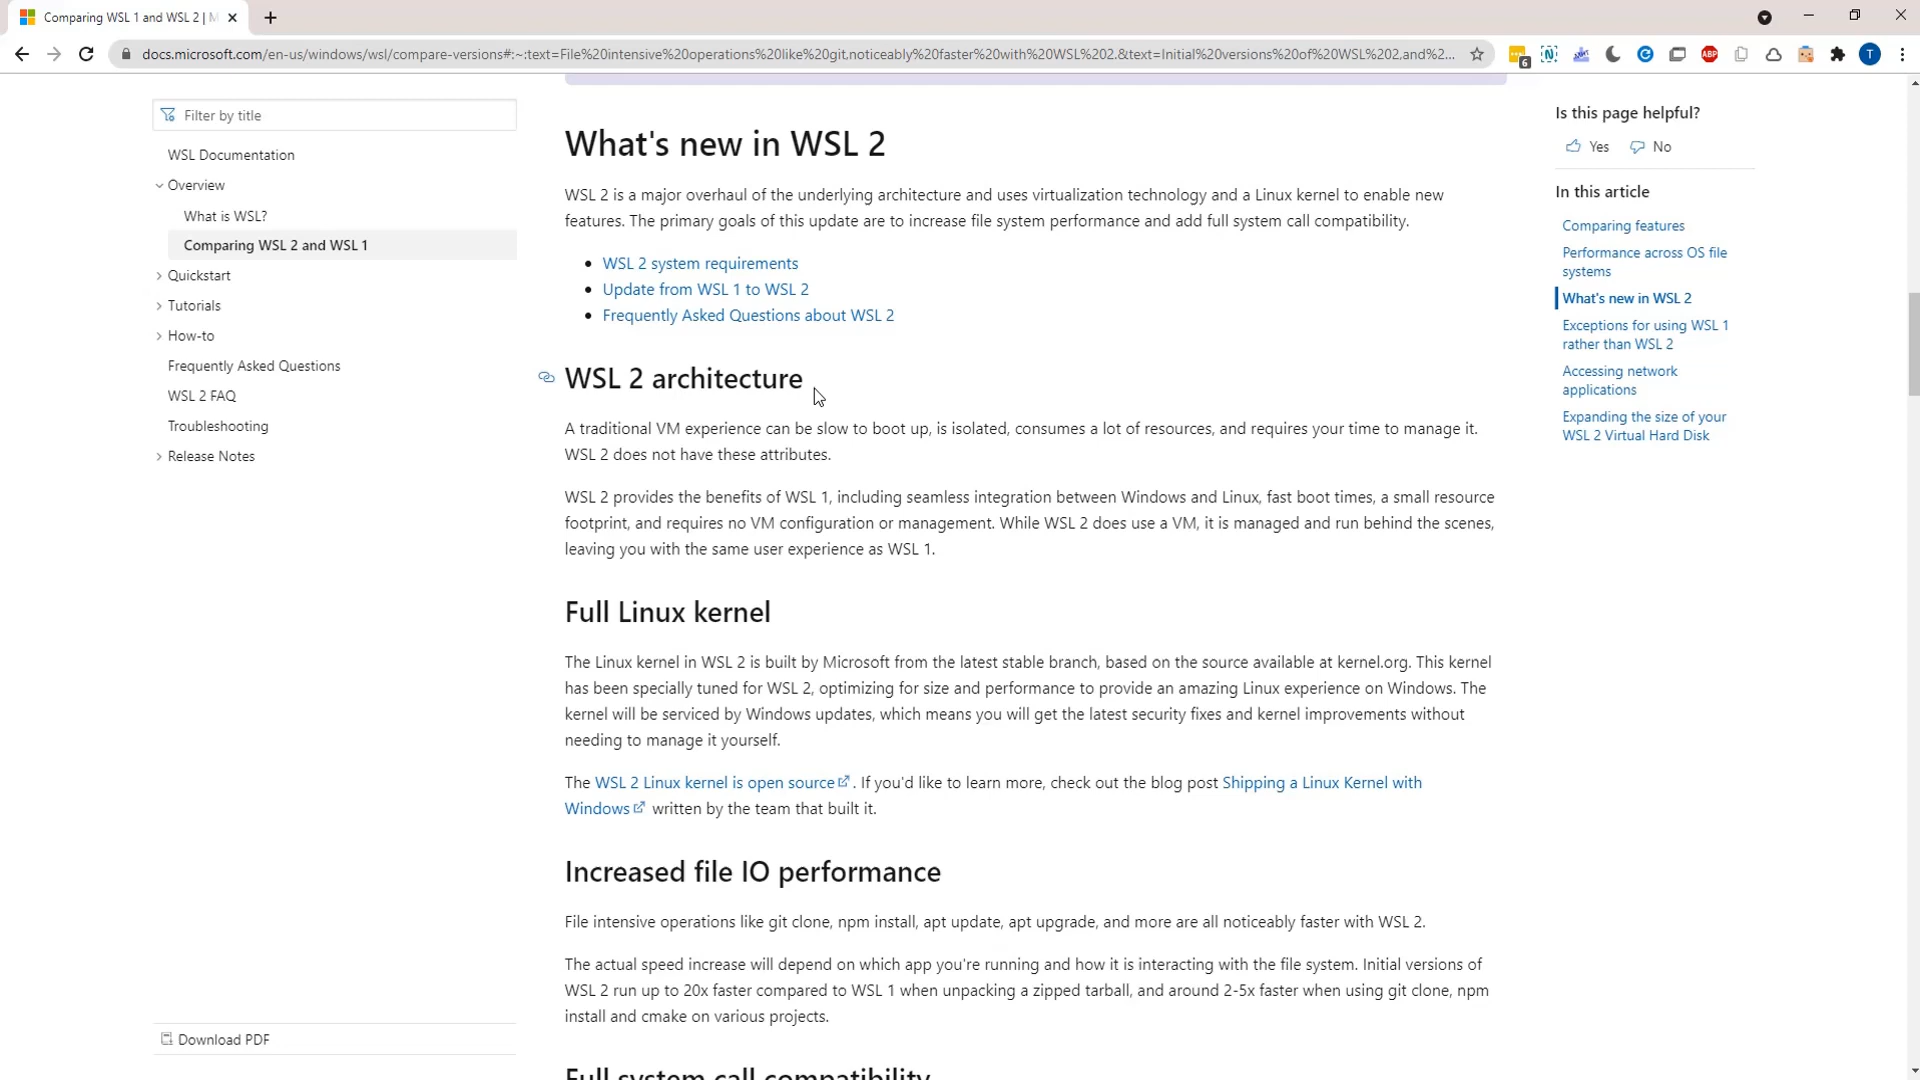 Comparing WSL 1 and WSL 2 | M
docs.microsoft.com/en-us/windows/wsl/compare-versions#:~:text=File%20intensive%20operations%20like%20git,noticeably%20faster%20with%20WSL%202.&text=Initial%20versions%20of%20WSL%202,and%2...
6
ABP
T
Filter by title
WSL Documentation
Overview
What is WSL?
Comparing WSL 2 and WSL 1
Quickstart
Tutorials
How-to
Frequently Asked Questions
WSL 2 FAQ
Troubleshooting
Release Notes
Download PDF
What's new in WSL 2
WSL 2 is a major overhaul of the underlying architecture and uses virtualization technology and a Linux kernel to enable new
features. The primary goals of this update are to increase file system performance and add full system call compatibility.
• WSL 2 system requirements
• Update from WSL 1 to WSL 2
• Frequently Asked Questions about WSL 2
WSL 2 architecture
A traditional VM experience can be slow to boot up, is isolated, consumes a lot of resources, and requires your time to manage it.
WSL 2 does not have these attributes.
WSL 2 provides the benefits of WSL 1, including seamless integration between Windows and Linux, fast boot times, a small resource
footprint, and requires no VM configuration or management. While WSL 2 does use a VM, it is managed and run behind the scenes,
leaving you with the same user experience as WSL 1.
Full Linux kernel
The Linux kernel in WSL 2 is built by Microsoft from the latest stable branch, based on the source available at kernel.org. This kernel
has been specially tuned for WSL 2, optimizing for size and performance to provide an amazing Linux experience on Windows. The
kernel will be serviced by Windows updates, which means you will get the latest security fixes and kernel improvements without
needing to manage it yourself.
The WSL 2 Linux kernel is open source. If you'd like to learn more, check out the blog post Shipping a Linux Kernel with
Windows written by the team that built it.
Increased file IO performance
File intensive operations like git clone, npm install, apt update, apt upgrade, and more are all noticeably faster with WSL 2.
The actual speed increase will depend on which app you're running and how it is interacting with the file system. Initial versions of
WSL 2 run up to 20x faster compared to WSL 1 when unpacking a zipped tarball, and around 2-5x faster when using git clone, npm
install and cmake on various projects.
Full system call compatibility
Is this page helpful?
Yes No
In this article
Comparing features
Performance across OS file
systems
What's new in WSL 2
Exceptions for using WSL 1
rather than WSL 2
Accessing network
applications
Expanding the size of your
WSL 2 Virtual Hard Disk